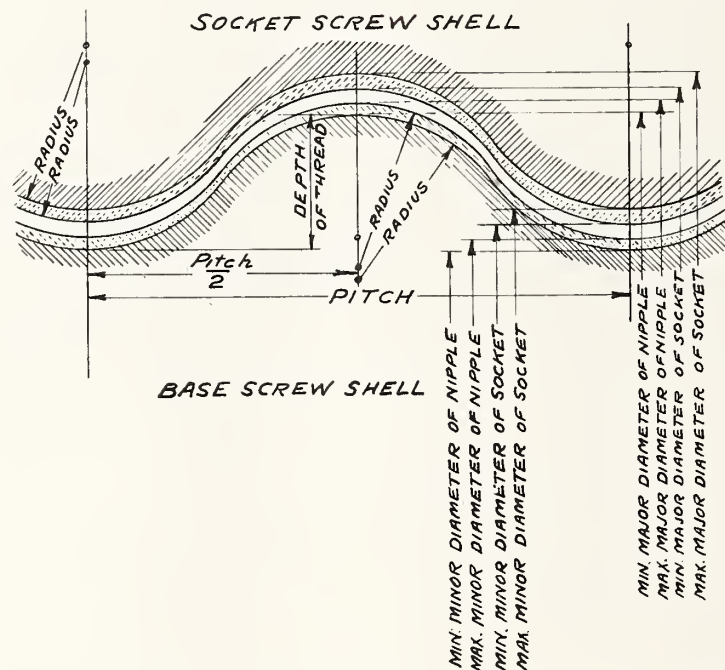 SOCKET SCREW SHELL
RADIUS
RADIUS
DEPTH
OF THREAD
RADIUS
RADIUS
Pitch
2
PITCH
BASE SCREW SHELL
MIN. MINOR DIAMETER OF NIPPLE
MAX. MINOR DIAMETER OF NIPPLE
MIN. MINOR DIAMETER OF SOCKET
MAX. MINOR DIAMETER OF SOCKET
MIN. MAJOR DIAMETER OF NIPPLE
MAX. MAJOR DIAMETER OF NIPPLE
MIN. MAJOR DIAMETER OF SOCKET
MAX. MAJOR DIAMETER OF SOCKET